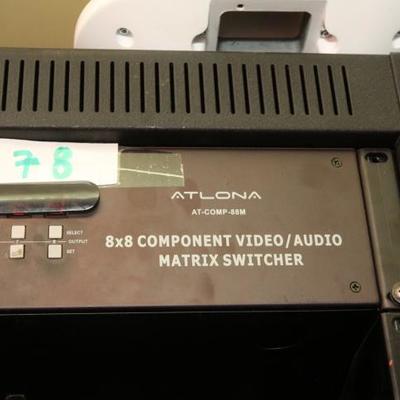 78
ATLONA
AT-COMP-88M
SELECT
OUTPUT
SET
8x8 COMPONENT VIDEO/AUDIO
MATRIX SWITCHER